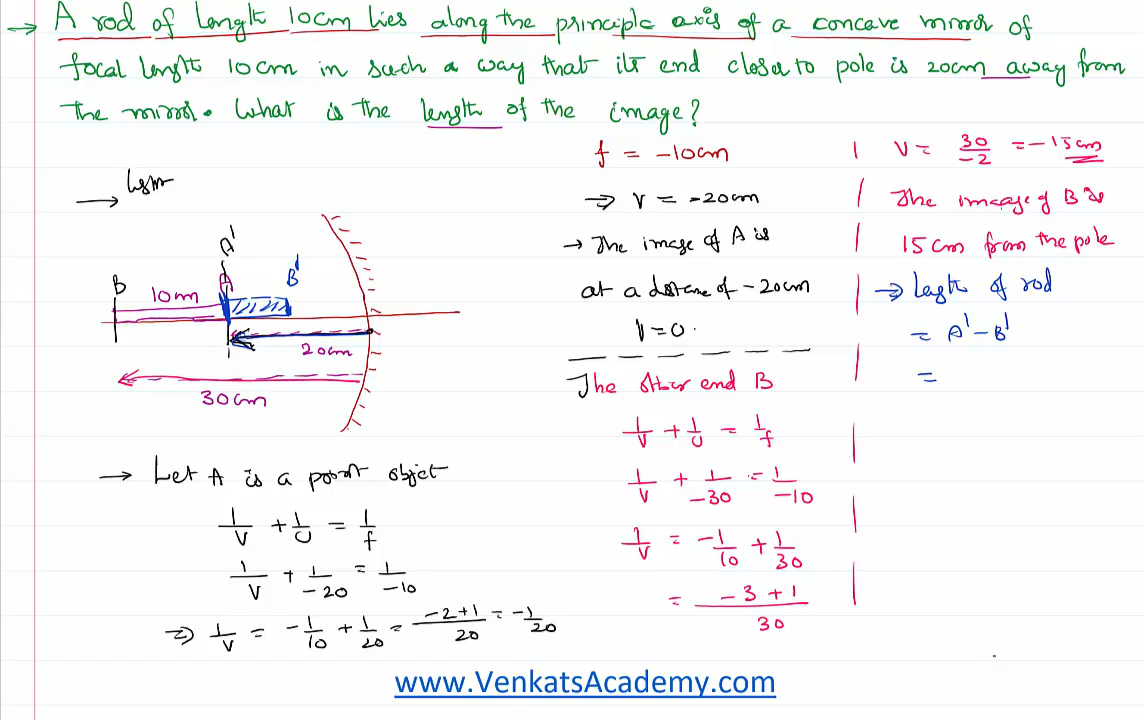 → A rod of length 10cm lies along the principle axis of a concave mirror of
focal length 10cm in such a way that its end closer to pole is 20cm away from
the mirror. What is the length of the image?
→ light
A'
B
A
B'
10cm
20cm
30cm
→ Let A is a point object
1/v + 1/u = 1/f
1/v + 1/-20 = 1/-10
⇒ 1/v = -1/10 + 1/20 = -2+1/20 = -1/20
f = -10cm
⇒ v = -20cm
→ The image of A is
at a distance of -20cm
V=0.
The other end B
1/v + 1/u = 1/f
1/v + 1/-30 = 1/-10
1/v = -1/10 + 1/30
= -3+1/30
V = 30/-2 = -15cm
The image of B is
15cm from the pole
→ length of rod
= A' - B'
=
www.VenkatsAcademy.com